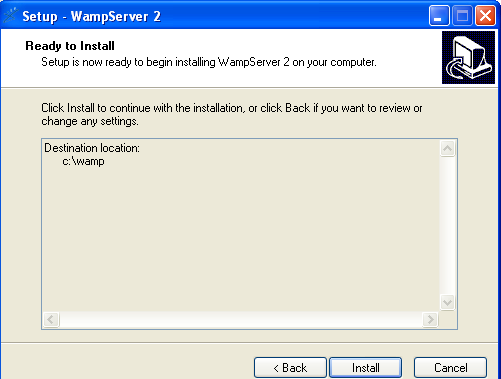 Setup - WampServer 2
Ready to Install
Setup is now ready to begin installing WampServer 2 on your computer.
Click Install to continue with the installation, or click Back if you want to review or
change any settings.
Destination location:
c:\wamp
< Back
Install
Cancel